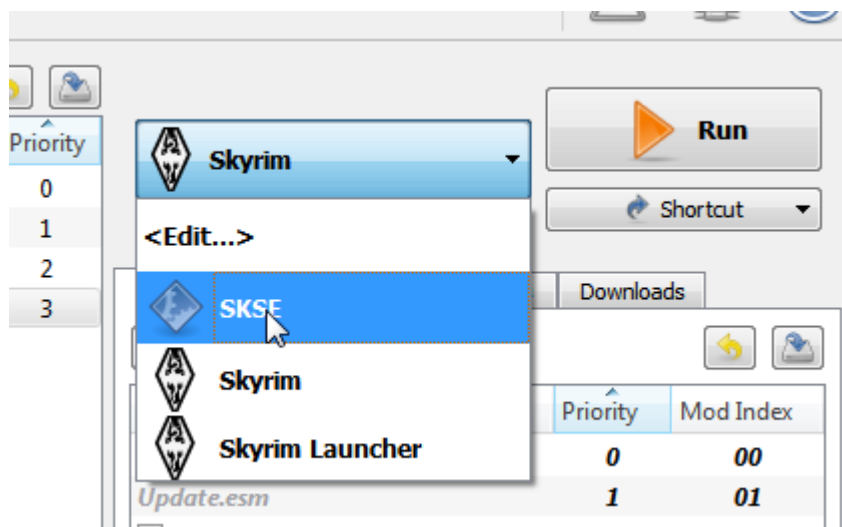 Priority
0
1
2
3
Skyrim
<Edit...>
SKSE
Skyrim
Skyrim Launcher
Run
Shortcut
Downloads
Priority Mod Index
0 00
Update.esm 1 01